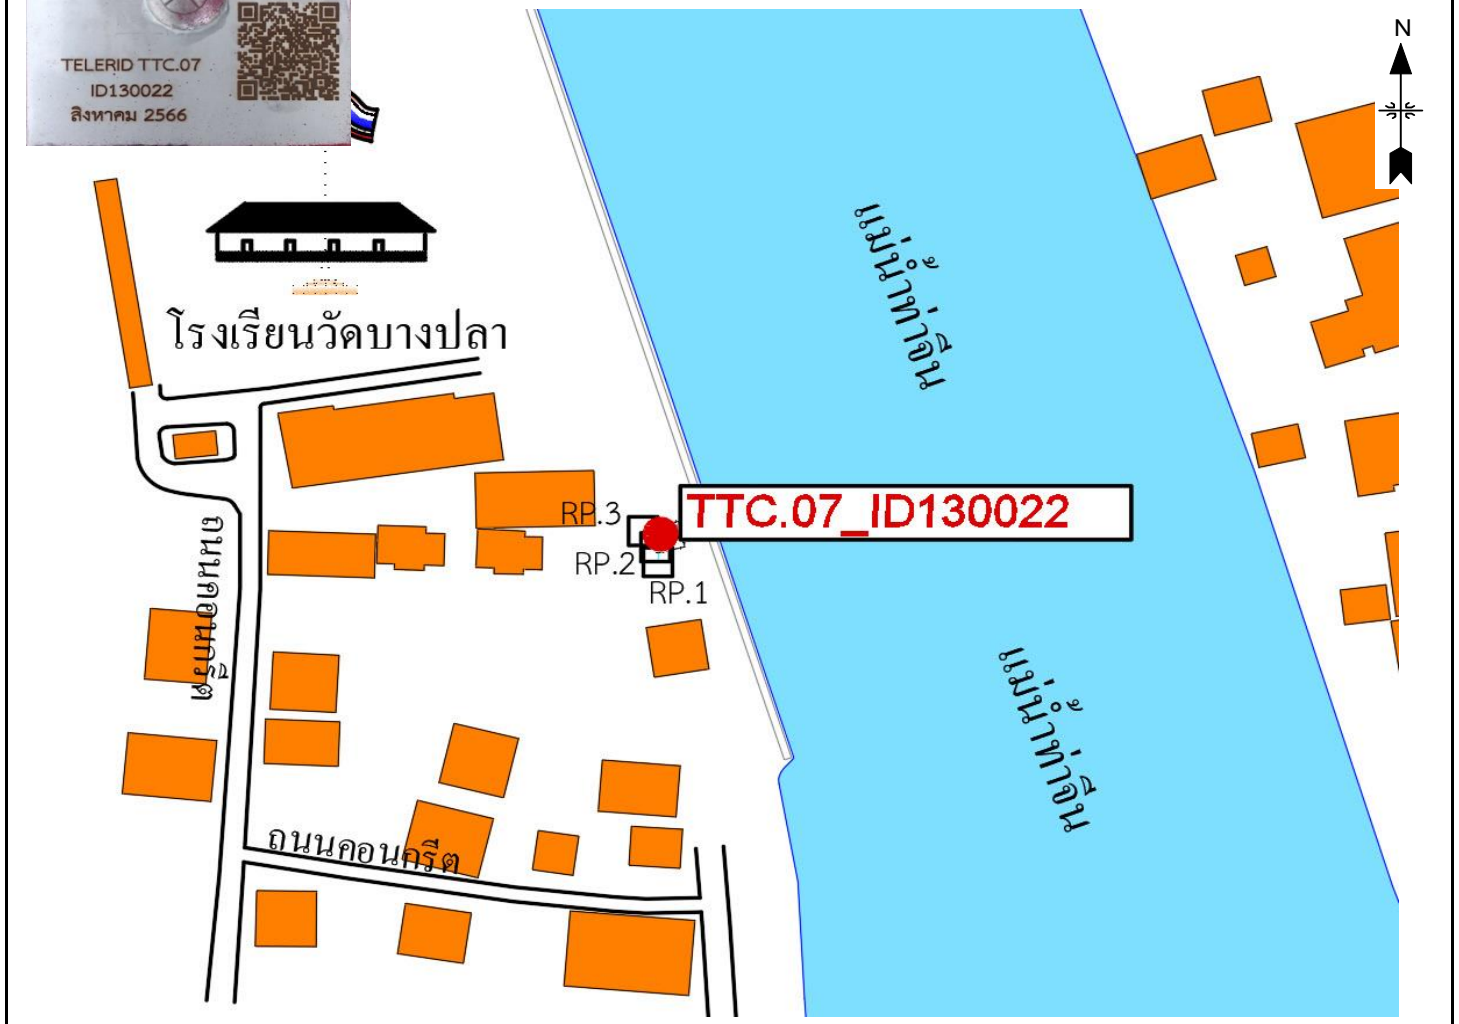 TELERID TTC.07
ID130022
สิงหาคม 2566
N
แม่น้ำท่าจีน
โรงเรียนวัดบางปลา
TTC.07_ID130022
RP.3
RP.2
RP.1
ถนนคอนกรีต
แม่น้ำท่าจีน
ถนนคอนกรีต